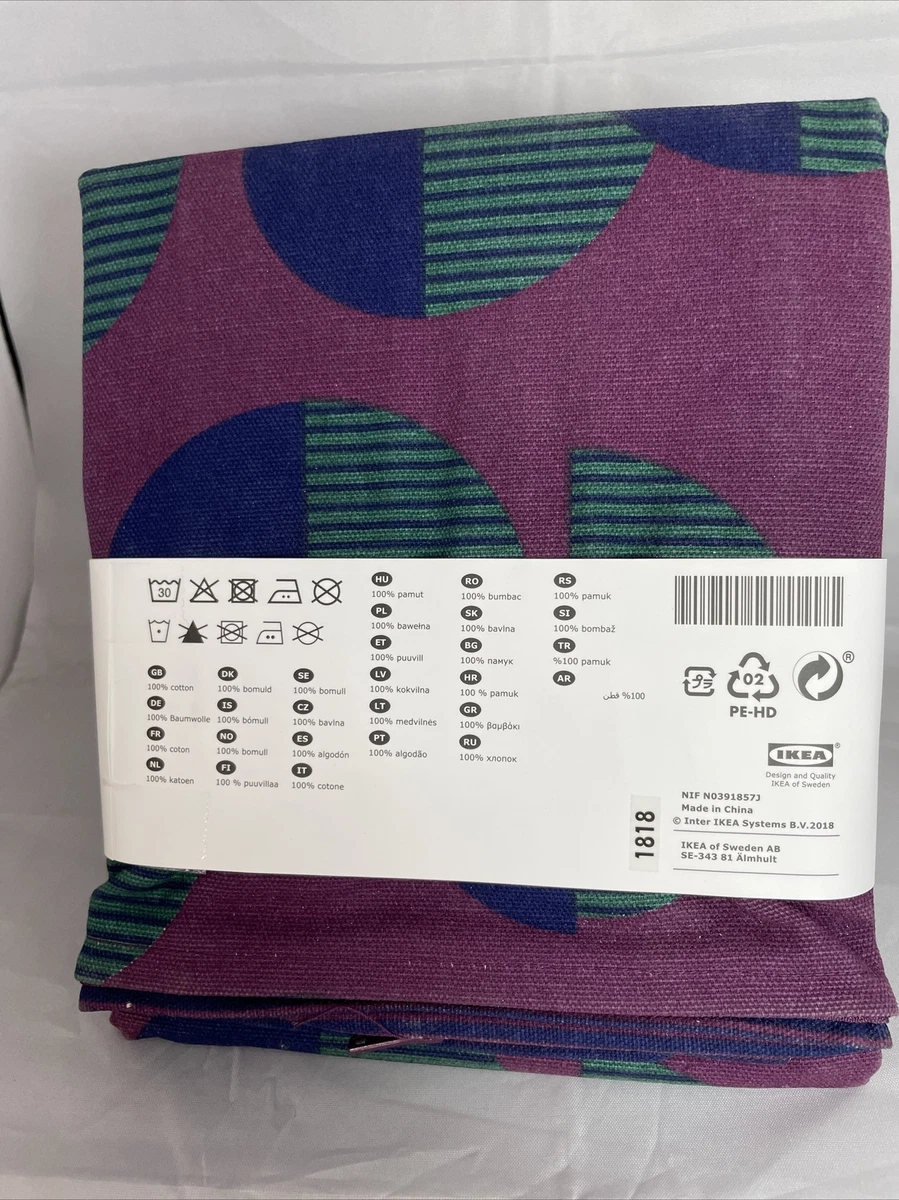 30
GB
100% cotton
DE
100% Baumwolle
FR
100% coton
NL
100% katoen
DK
100% bomuld
IS
100% bómull
NO
100% bomull
FI
100 % puuvillaa
SE
100% bomull
CZ
100% bavlna
ES
100% algodón
IT
100% cotone
HU
100% pamut
PL
100% bawełna
ET
100% puuvill
LV
100% kokvilna
LT
100% medvilnės
PT
100% algodão
RO
100% bumbac
SK
100% bavlna
BG
100% памук
HR
100 % pamuk
GR
100% βαμβάκι
RU
100% хлопок
RS
100% pamuk
SI
100% bombaž
TR
%100 pamuk
AR
100% قطن
プラ
02
PE-HD
®
IKEA®
Design and Quality
IKEA of Sweden
1818
NIF N0391857J
Made in China
© Inter IKEA Systems B.V.2018
IKEA of Sweden AB
SE-343 81 Älmhult